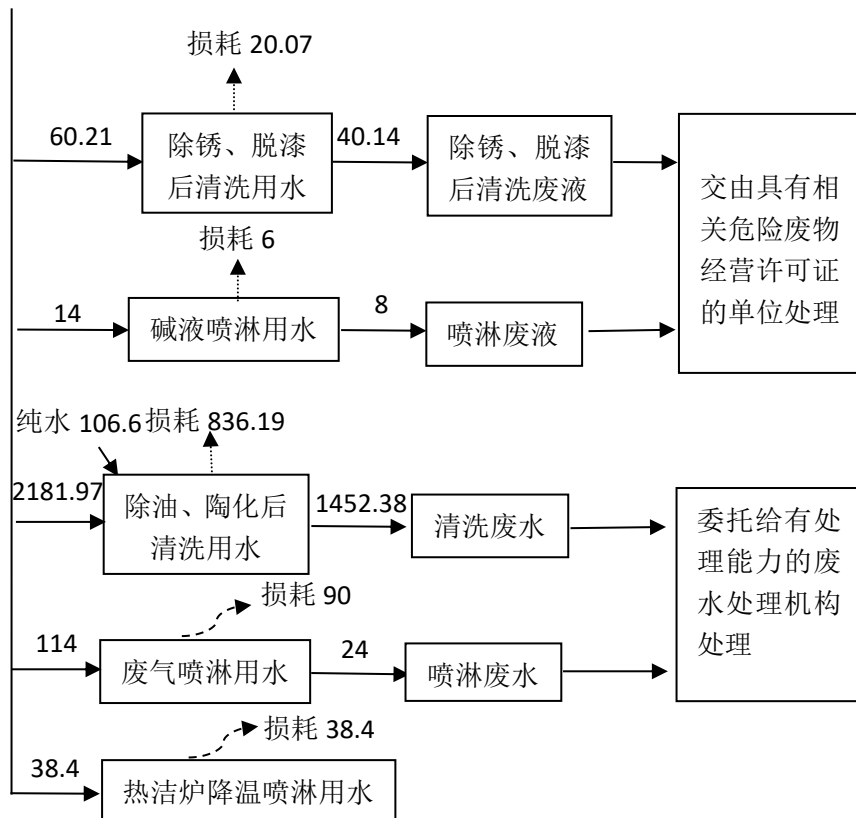 损耗 20.07
60.21
除锈、脱漆
后清洗用水
40.14
除锈、脱漆
后清洗废液
交由具有相
关危险废物
经营许可证
的单位处理
损耗 6
14
碱液喷淋用水
8
喷淋废液
纯水 106.6
损耗 836.19
2181.97
除油、陶化后
清洗用水
1452.38
清洗废水
委托给有处
理能力的废
水处理机构
处理
损耗 90
114
废气喷淋用水
24
喷淋废水
损耗 38.4
38.4
热洁炉降温喷淋用水